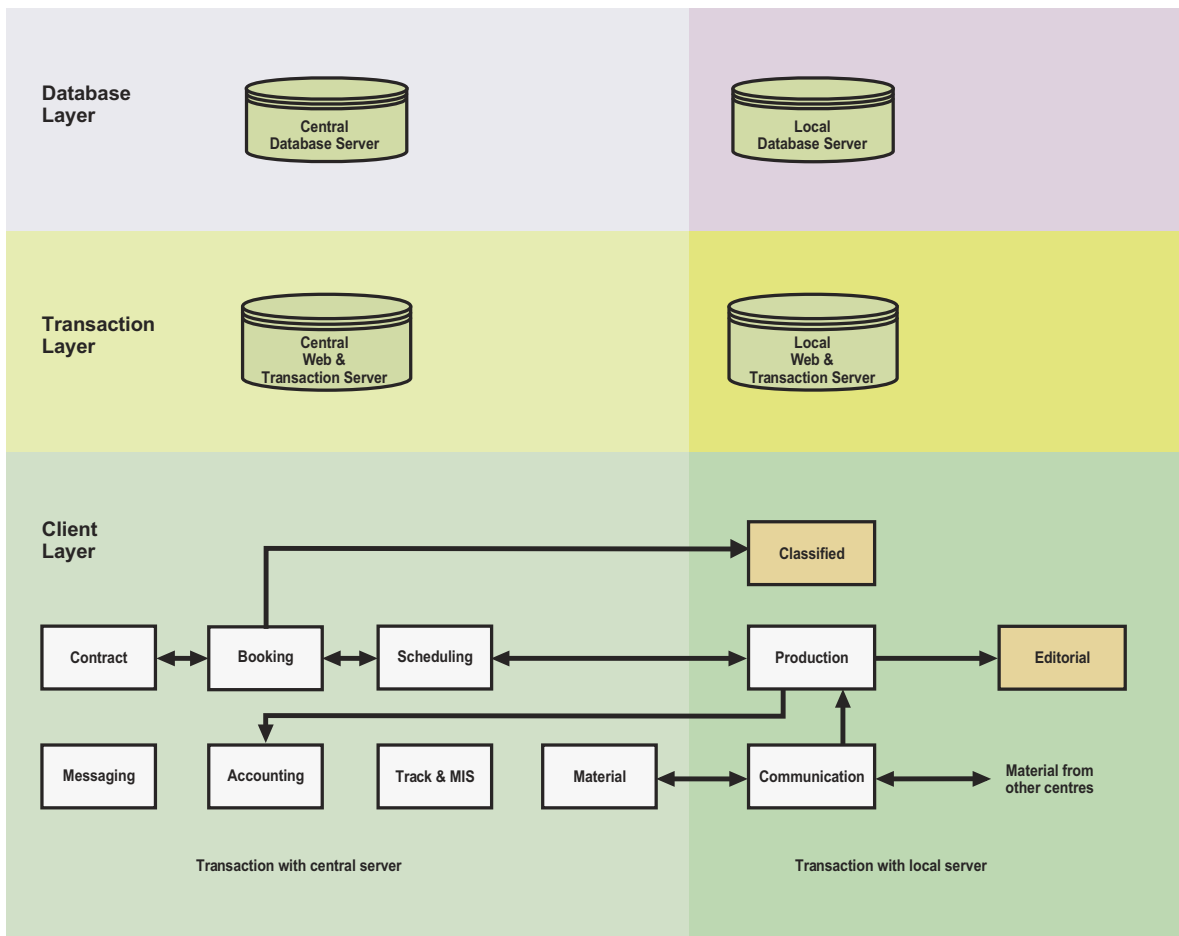 Database
Layer
Central
Database Server
Local
Database Server
Transaction
Layer
Central
Web &
Transaction Server
Local
Web &
Transaction Server
Client
Layer
Classified
Contract
Booking
Scheduling
Production
Editorial
Messaging
Accounting
Track & MIS
Material
Communication
Material from
other centres
Transaction with central server
Transaction with local server